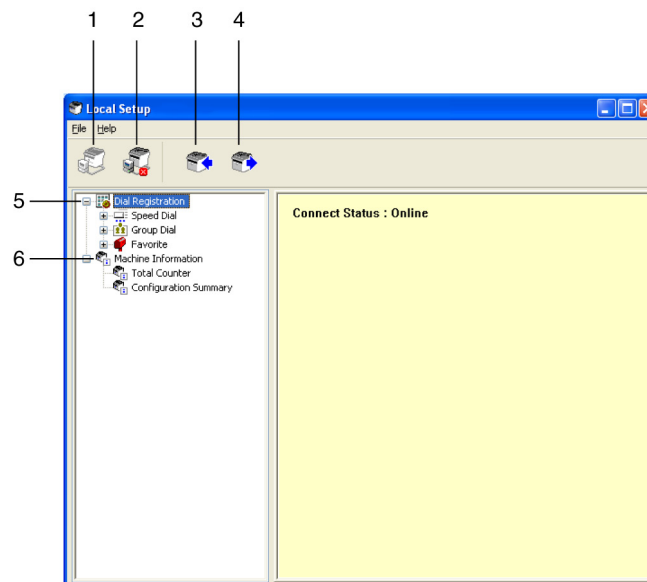 1 2 3 4
Local Setup
File Help
5
Dial Registration
Speed Dial
Group Dial
Favorite
6
Machine Information
Total Counter
Configuration Summary
Connect Status : Online